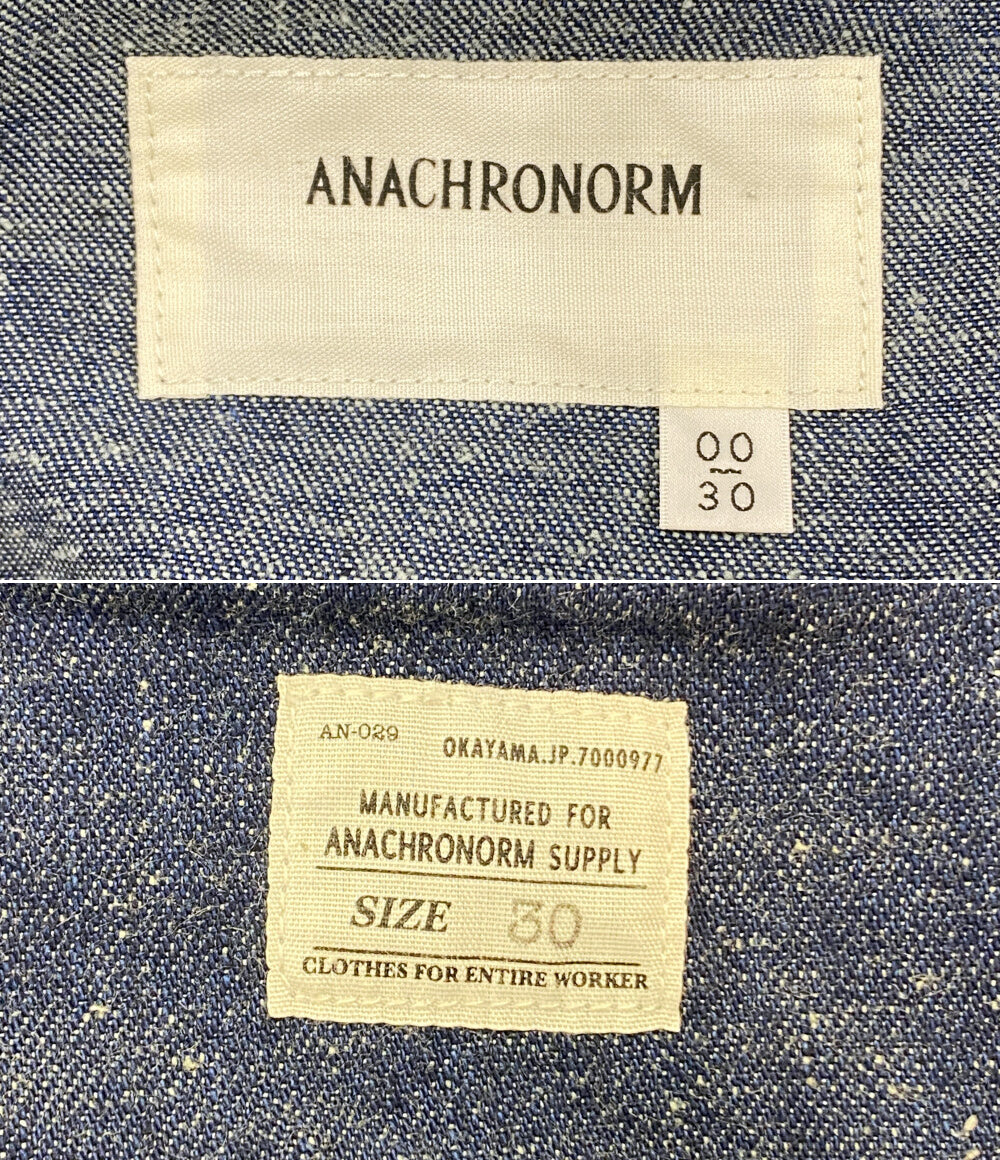 ANACHRONORM
00
~
30
AN-029
OKAYAMA.JP.7000977
MANUFACTURED FOR
ANACHRONORM SUPPLY
SIZE 30
CLOTHES FOR ENTIRE WORKER